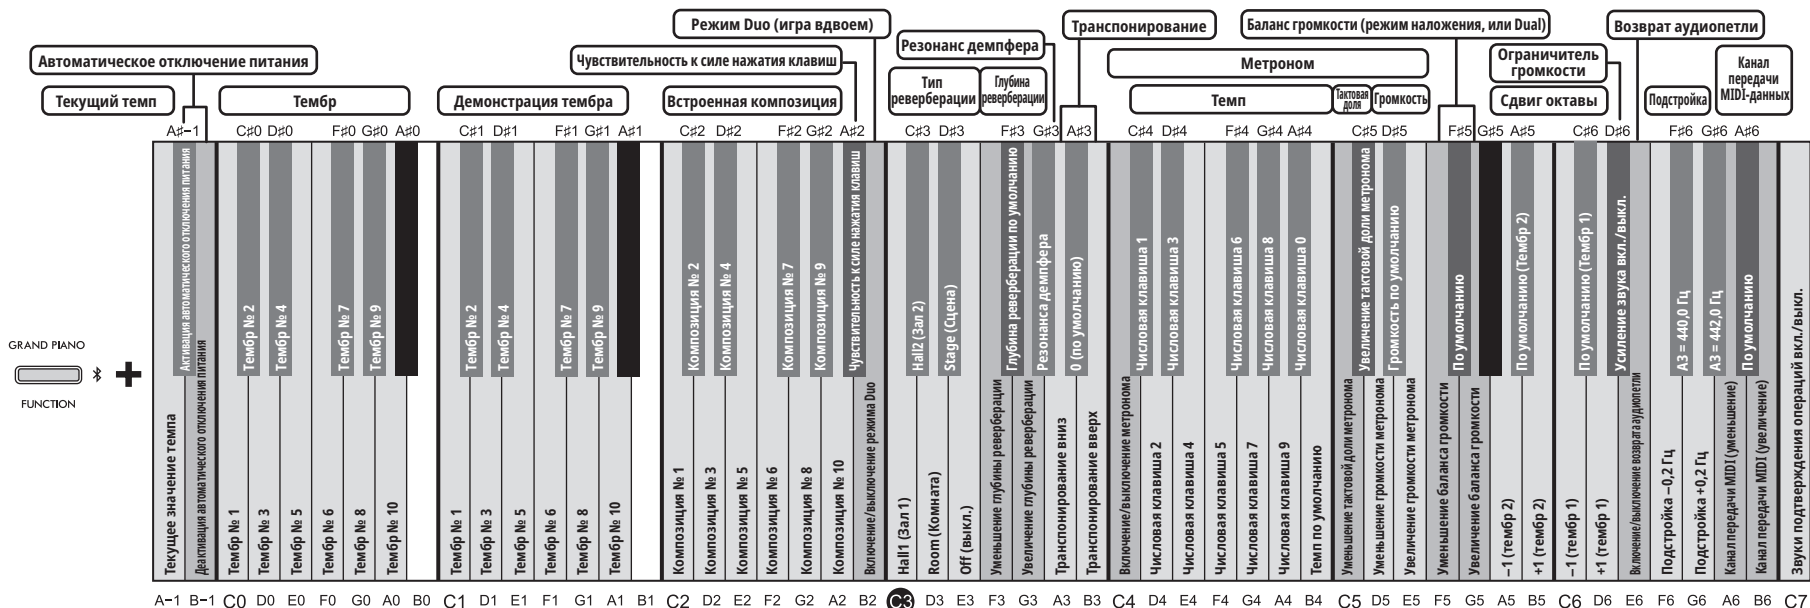 Режим Duo (игра вдвоем)
Транспонирование
Баланс громкости (режим наложения, или Dual)
Возврат аудиопетли
Автоматическое отключение питания
Чувствительность к силе нажатия клавиш
Резонанс демпфера
Метроном
Ограничитель
громкости
Канал
передачи
MIDI-данных
Текущий темп
Тембр
Демонстрация тембра
Встроенная композиция
Тип
реверберации
Глубина
реверберации
Темп
Тактовая
доля
Громкость
Сдвиг октавы
Подстройка
A♯−1 C♯0 D♯0 F♯0 G♯0 A♯0 C♯1 D♯1 F♯1 G♯1 A♯1 C♯2 D♯2 F♯2 G♯2 A♯2 C♯3 D♯3 F♯3 G♯3 A♯3 C♯4 D♯4 F♯4 G♯4 A♯4 C♯5 D♯5 F♯5 G♯5 A♯5 C♯6 D♯6 F♯6 G♯6 A♯6
Активация автоматического отключения питания
Тембр № 2
Тембр № 4
Тембр № 7
Тембр № 9
Тембр № 2
Тембр № 4
Тембр № 7
Тембр № 9
Композиция № 2
Композиция № 4
Композиция № 7
Композиция № 9
Чувствительность к силе нажатия клавиш
Hall2 (Зал 2)
Stage (Сцена)
Глубина реверберации по умолчанию
Резонанса демпфера
0 (по умолчанию)
Числовая клавиша 1
Числовая клавиша 3
Числовая клавиша 6
Числовая клавиша 8
Числовая клавиша 0
Увеличение тактовой доли метронома
Громкость по умолчанию
По умолчанию
По умолчанию (Тембр 2)
По умолчанию (Тембр 1)
Усиление звука вкл./выкл.
A3 = 440,0 Гц
A3 = 442,0 Гц
По умолчанию
GRAND PIANO
FUNCTION
+
Текущее значение темпа
Деактивация автоматического отключения питания
Тембр № 1
Тембр № 3
Тембр № 5
Тембр № 6
Тембр № 8
Тембр № 10
Тембр № 1
Тембр № 3
Тембр № 5
Тембр № 6
Тембр № 8
Тембр № 10
Композиция № 1
Композиция № 3
Композиция № 5
Композиция № 6
Композиция № 8
Композиция № 10
Включение/выключение режима Duo
Hall1 (Зал 1)
Room (Комната)
Off (выкл.)
Уменьшение глубины реверберации
Увеличение глубины реверберации
Транспонирование вниз
Транспонирование вверх
Включение/выключение метронома
Числовая клавиша 2
Числовая клавиша 4
Числовая клавиша 5
Числовая клавиша 7
Числовая клавиша 9
Темп по умолчанию
Уменьшение тактовой доли метронома
Уменьшение громкости метронома
Увеличение громкости метронома
Уменьшение баланса громкости
Увеличение баланса громкости
−1 (тембр 2)
+1 (тембр 2)
−1 (тембр 1)
+1 (тембр 1)
Включение/выключение возврата аудиопетли
Подстройка −0,2 Гц
Подстройка +0,2 Гц
Канал передачи MIDI (уменьшение)
Канал передачи MIDI (увеличение)
Звуки подтверждения операций вкл./выкл.
A−1 B−1 C0 D0 E0 F0 G0 A0 B0 C1 D1 E1 F1 G1 A1 B1 C2 D2 E2 F2 G2 A2 B2 C3 D3 E3 F3 G3 A3 B3 C4 D4 E4 F4 G4 A4 B4 C5 D5 E5 F5 G5 A5 B5 C6 D6 E6 F6 G6 A6 B6 C7